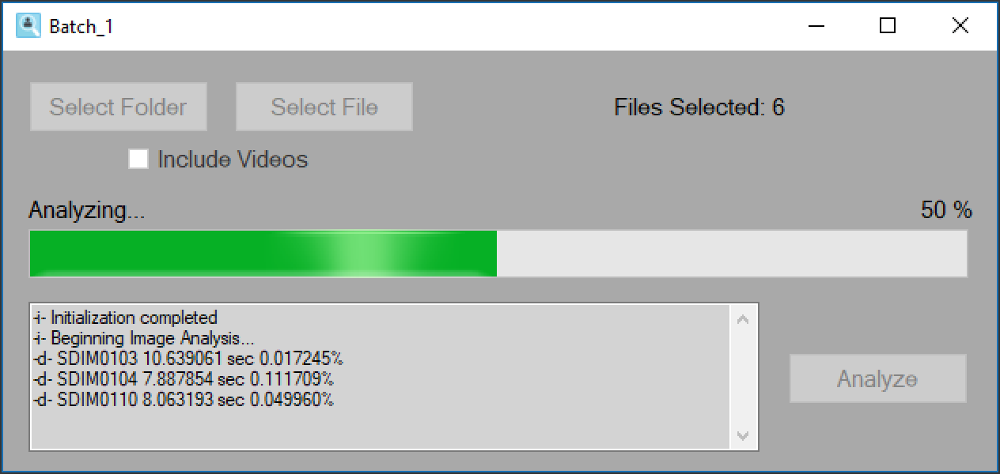 Batch_1
Select Folder Select File Files Selected: 6
Include Videos
Analyzing... 50 %
-i- Initialization completed
-i- Beginning Image Analysis...
-d- SDIM0103 10.639061 sec 0.017245%
-d- SDIM0104 7.887854 sec 0.111709%
-d- SDIM0110 8.063193 sec 0.049960%
Analyze